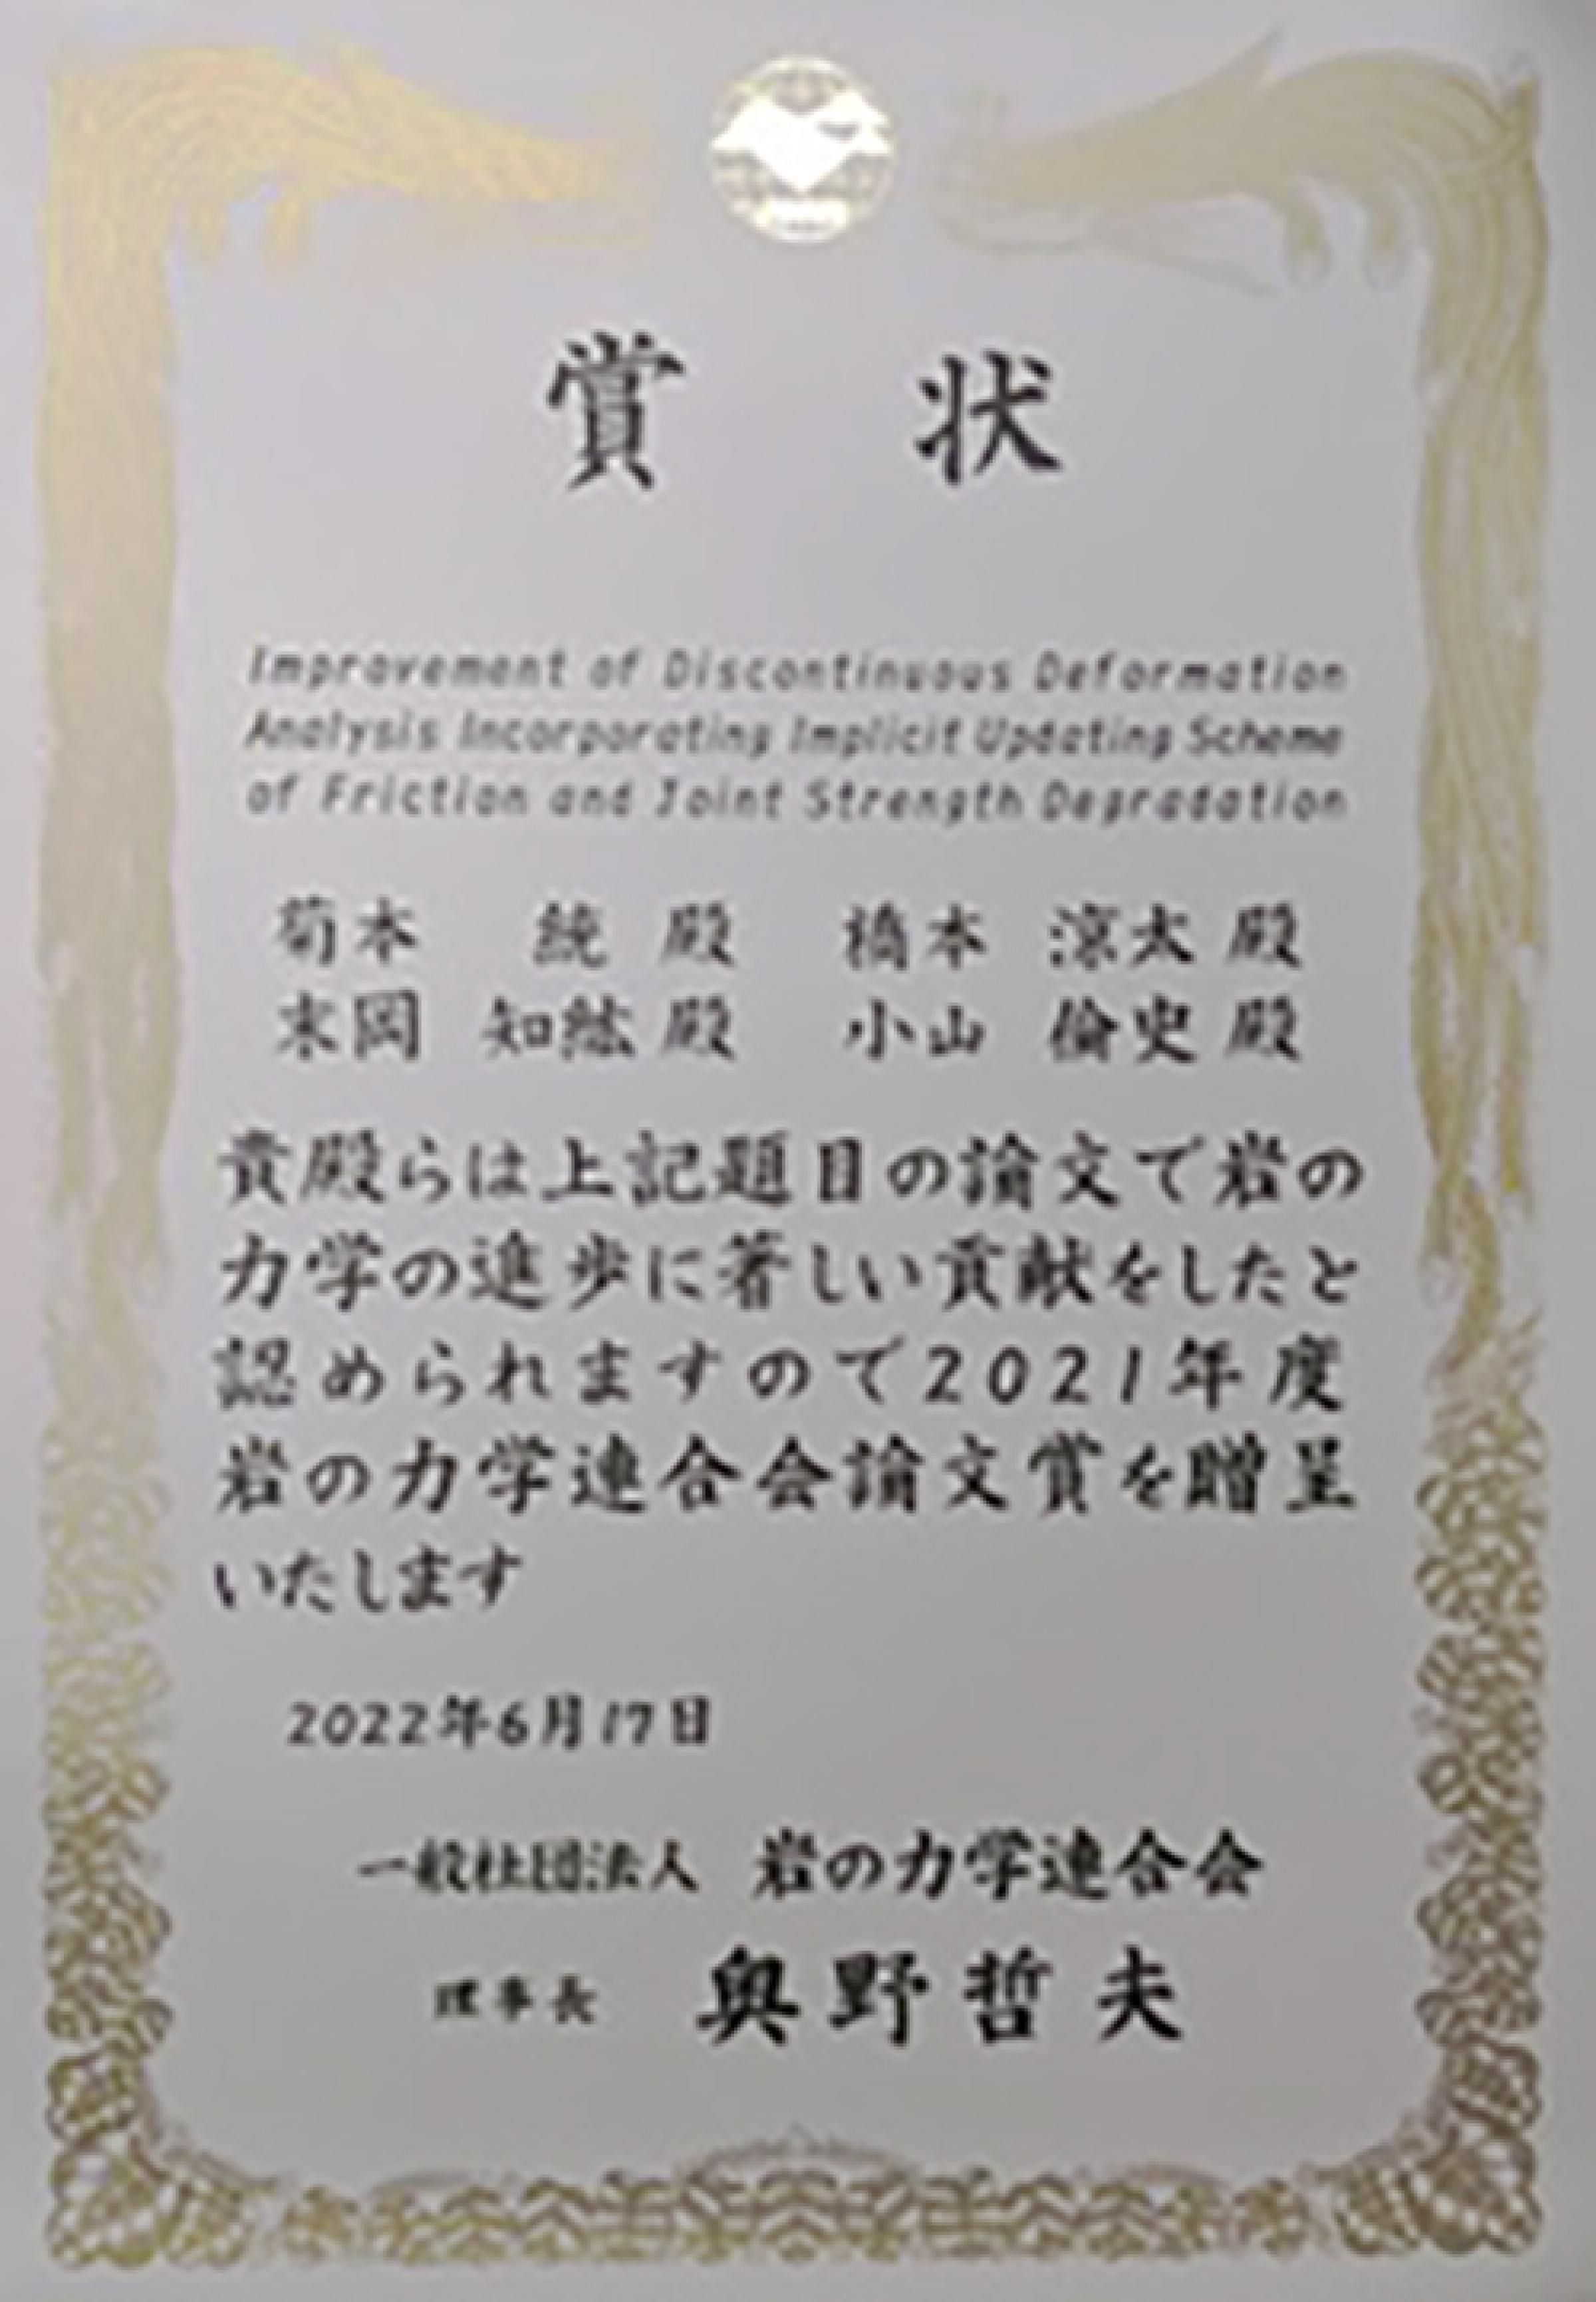 賞状
Improvement of Discontinuous Deformation
Analysis Incorporating Implicit Updating Scheme
of Friction and Joint Strength Degradation
菊本 統 殿 橋本 涼太 殿
末岡 知紘 殿 小山 倫史 殿
貴殿らは上記題目の論文で岩の
力学の進歩に著しい貢献をしたと
認められますので2021年度
岩の力学連合会論文賞を贈呈
いたします
2022年6月17日
一般社団法人 岩の力学連合会
理事長 奥野哲夫